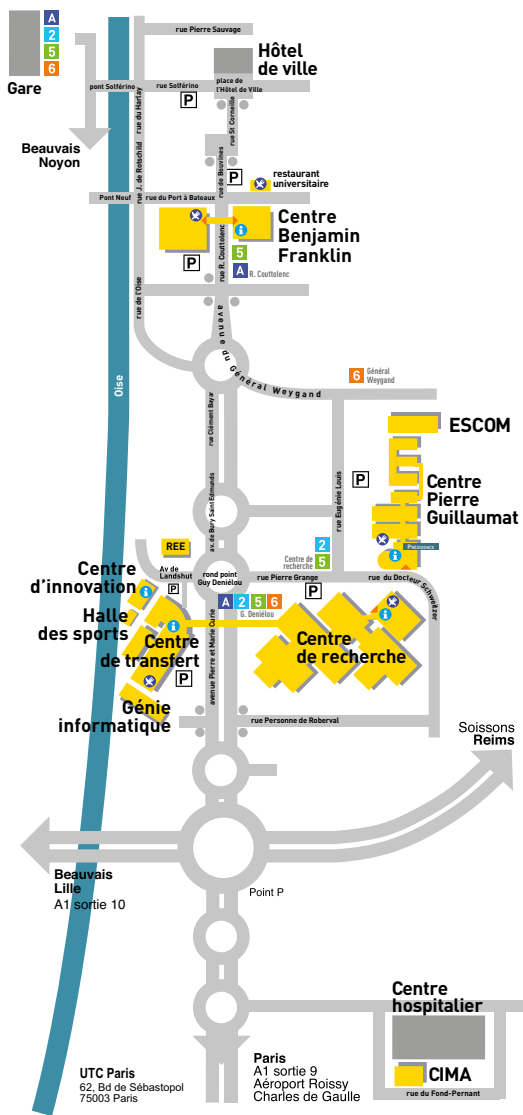 A
2
5
6
Gare
rue Pierre Sauvage
Hôtel
de ville
pont Solférino
rue Solférino
place de
l'Hôtel de Ville
P
rue du Harlay
rue St Corneille
Beauvais
Noyon
rue J. de Rotschild
rue de Bouvines
P
restaurant
universitaire
Pont Neuf
rue du Port à Bateaux
Centre
Benjamin
Franklin
i
P
rue R. Couttolenc
5
A
R. Couttolenc
rue de l'Oise
avenue du Général Weygand
6
Général
Weygand
Oise
rue Clément Bayar
ESCOM
Centre
Pierre
Guillaumat
P
rue Eugénie Louis
av. de Bury Saint Edmunds
Présidence
i
REE
2
Centre de
recherche
5
Centre
d'innovation
i
Av de
Landshut
P
rond point
Guy Deniélou
rue Pierre Grange
P
rue du Docteur Schweitzer
Halle
des sports
A
2
5
6
G. Deniélou
i
i
Centre
de transfert
Centre
de recherche
P
avenue Pierre et Marie Curie
Génie
informatique
rue Personne de Roberval
Soissons
Reims
Beauvais
Lille
A1 sortie 10
Point P
Centre
hospitalier
CIMA
rue du Fond-Pernant
UTC Paris
62, Bd de Sébastopol
75003 Paris
Paris
A1 sortie 9
Aéroport Roissy
Charles de Gaulle